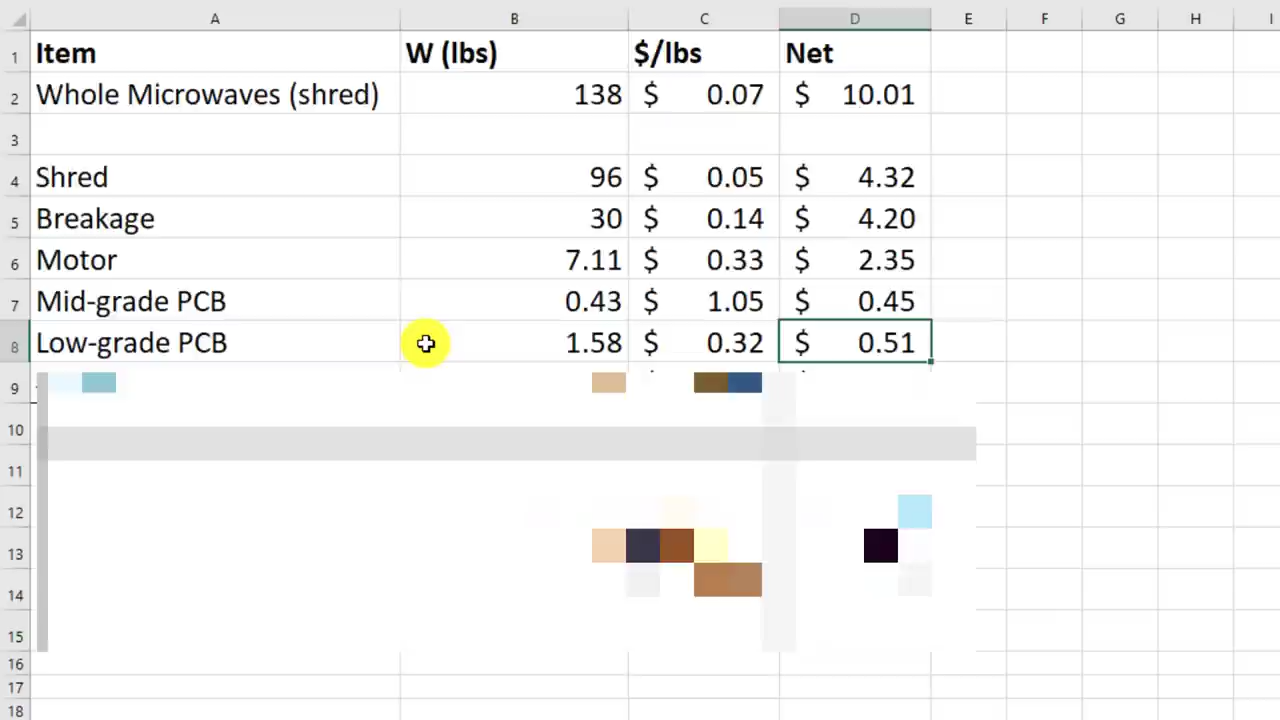 A B C D E F G H I
1 Item W (lbs) $/lbs Net
2 Whole Microwaves (shred) 138 $ 0.07 $ 10.01
3
4 Shred 96 $ 0.05 $ 4.32
5 Breakage 30 $ 0.14 $ 4.20
6 Motor 7.11 $ 0.33 $ 2.35
7 Mid-grade PCB 0.43 $ 1.05 $ 0.45
8 Low-grade PCB 1.58 $ 0.32 $ 0.51
9
10
11
12
13
14
15
16
17
18